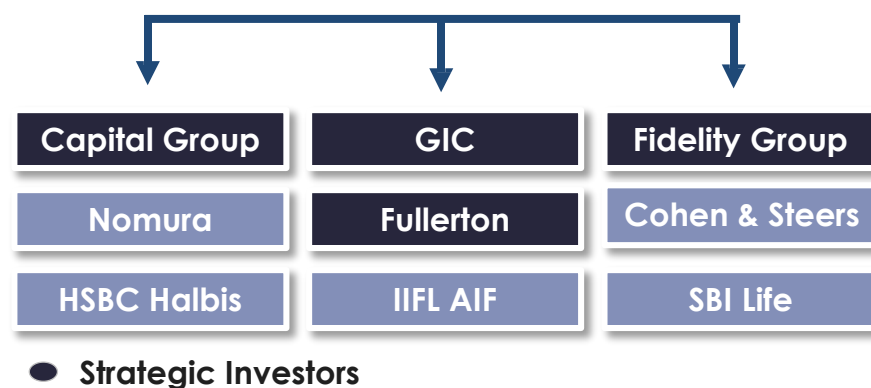 Capital Group
GIC
Fidelity Group
Nomura
Fullerton
Cohen & Steers
HSBC Halbis
IIFL AIF
SBI Life
Strategic Investors